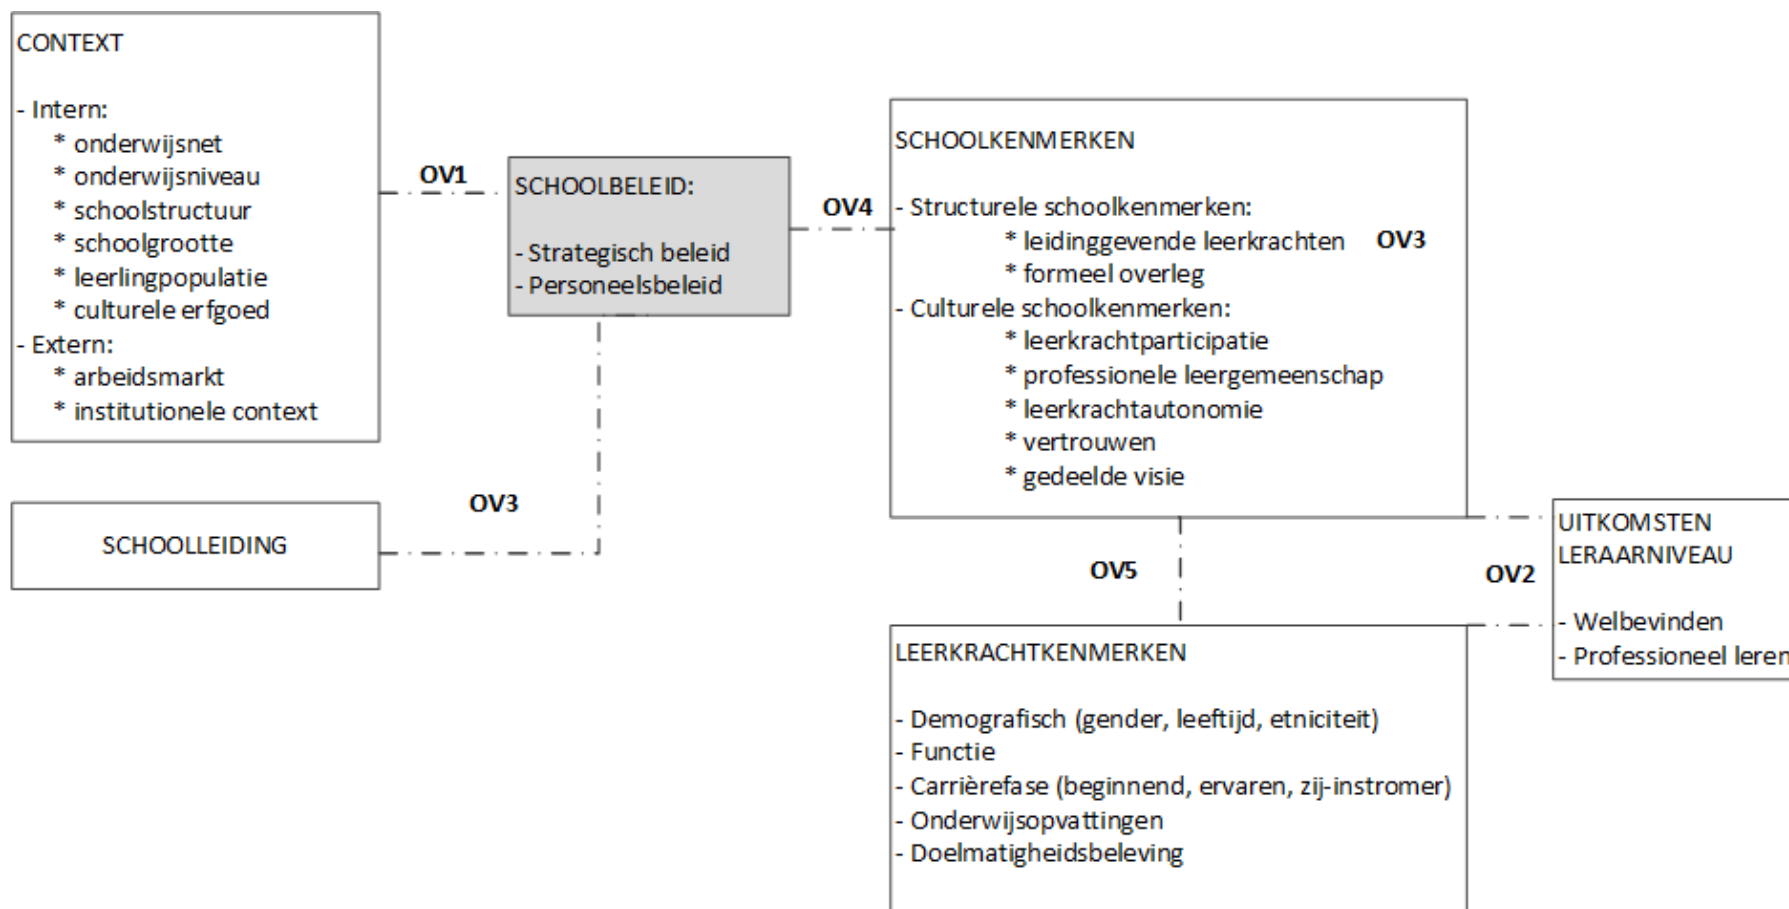 CONTEXT
- Intern:
* onderwijsnet
* onderwijsniveau
* schoolstructuur
* schoolgrootte
* leerlingpopulatie
* culturele erfgoed
- Extern:
* arbeidsmarkt
* institutionele context
OV1
SCHOOLBELEID:
- Strategisch beleid
- Personeelsbeleid
OV4
SCHOOLKENMERKEN
- Structurele schoolkenmerken:
* leidinggevende leerkrachten OV3
* formeel overleg
- Culturele schoolkenmerken:
* leerkrachtparticipatie
* professionele leergemeenschap
* leerkrachtautonomie
* vertrouwen
* gedeelde visie
SCHOOLLEIDING
OV3
OV5
OV2
UITKOMSTEN
LERAARNIVEAU
- Welbevinden
- Professioneel leren
LEERKRACHTKENMERKEN
- Demografisch (gender, leeftijd, etniciteit)
- Functie
- Carrièrefase (beginnend, ervaren, zij-instromer)
- Onderwijsopvattingen
- Doelmatigheidsbeleving